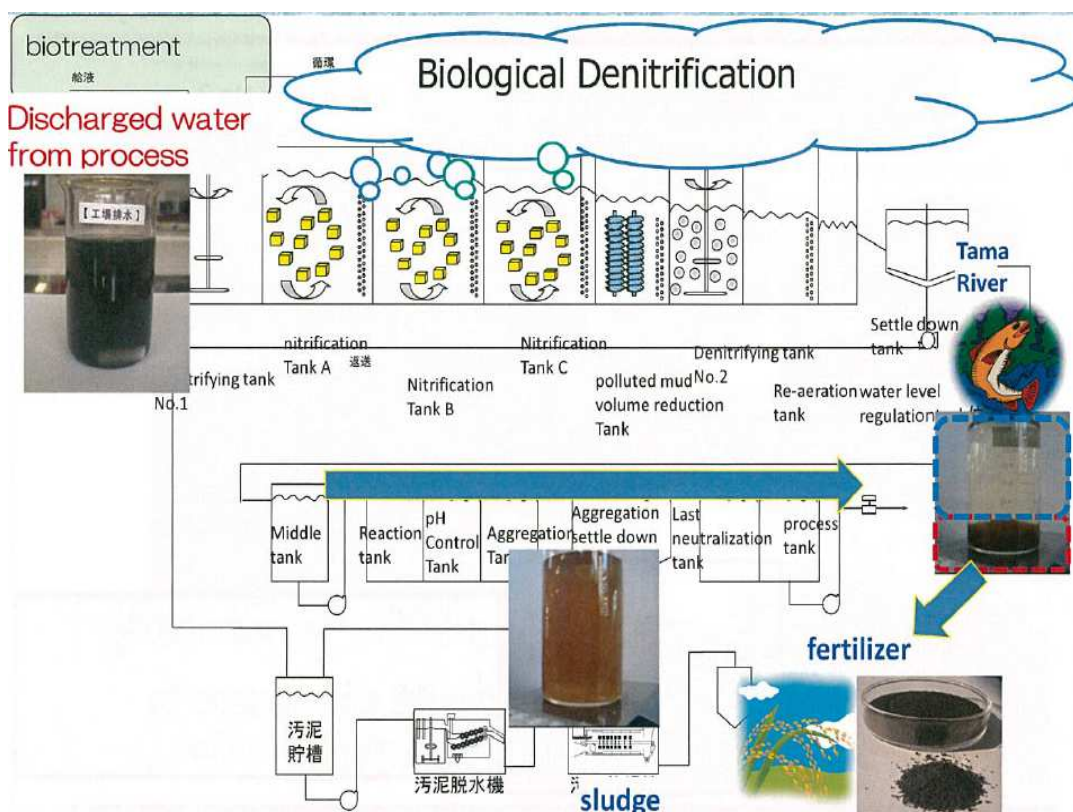 biotreatment
給液
循環
Biological Denitrification
Discharged water
from process
【工場排水】
Tama
River
Settle down
tank
nitrification
Tank A
返送
Nitrification
Tank C
Denitrifying tank
No.2
trifying tank
No.1
Nitrification
Tank B
polluted mud
volume reduction
Tank
Re-aeration
tank
water level
regulation
Middle
tank
Reaction
tank
pH
Control
Tank
Aggregation
Tan
Aggregation
settle down
Last
neutralization
tank
process
tank
fertilizer
汚泥
貯槽
汚泥脱水機
sludge